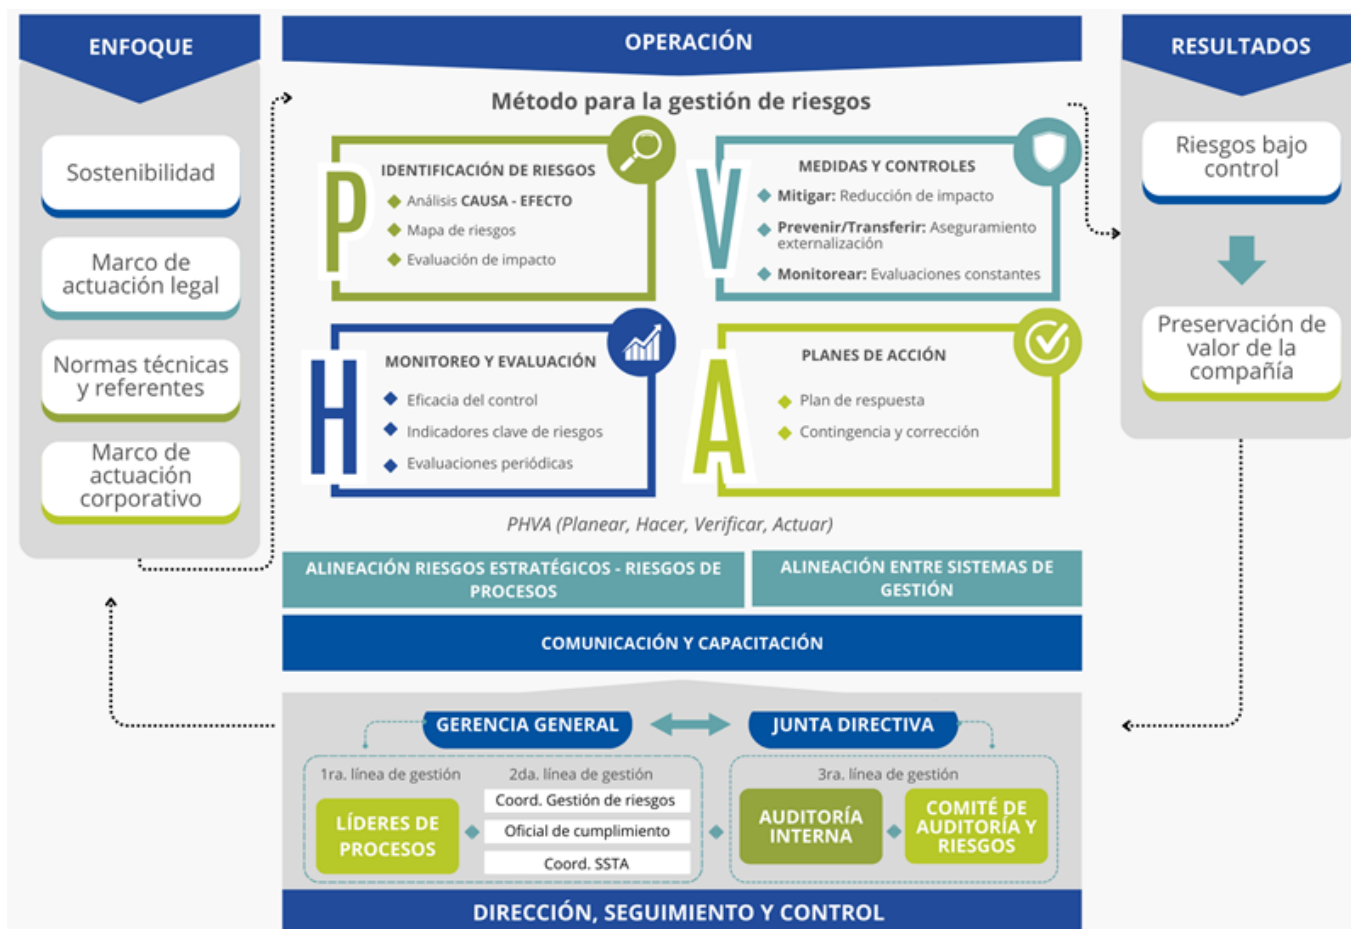 ENFOQUE
Sostenibilidad
Marco de
actuación legal
Normas técnicas
y referentes
Marco de
actuación
corporativo
OPERACIÓN
Método para la gestión de riesgos
P
IDENTIFICACIÓN DE RIESGOS
Análisis CAUSA - EFECTO
Mapa de riesgos
Evaluación de impacto
V
MEDIDAS Y CONTROLES
Mitigar: Reducción de impacto
Prevenir/Transferir: Aseguramiento
externalización
Monitorear: Evaluaciones constantes
H
MONITOREO Y EVALUACIÓN
Eficacia del control
Indicadores clave de riesgos
Evaluaciones periódicas
A
PLANES DE ACCIÓN
Plan de respuesta
Contingencia y corrección
PHVA (Planear, Hacer, Verificar, Actuar)
ALINEACIÓN RIESGOS ESTRATÉGICOS - RIESGOS DE
PROCESOS
ALINEACIÓN ENTRE SISTEMAS DE
GESTIÓN
COMUNICACIÓN Y CAPACITACIÓN
RESULTADOS
Riesgos bajo
control
Preservación de
valor de la
compañía
GERENCIA GENERAL
JUNTA DIRECTIVA
1ra. línea de gestión
LÍDERES DE
PROCESOS
2da. línea de gestión
Coord. Gestión de riesgos
Oficial de cumplimiento
Coord. SSTA
3ra. línea de gestión
AUDITORÍA
INTERNA
COMITÉ DE
AUDITORÍA Y
RIESGOS
DIRECCIÓN, SEGUIMIENTO Y CONTROL